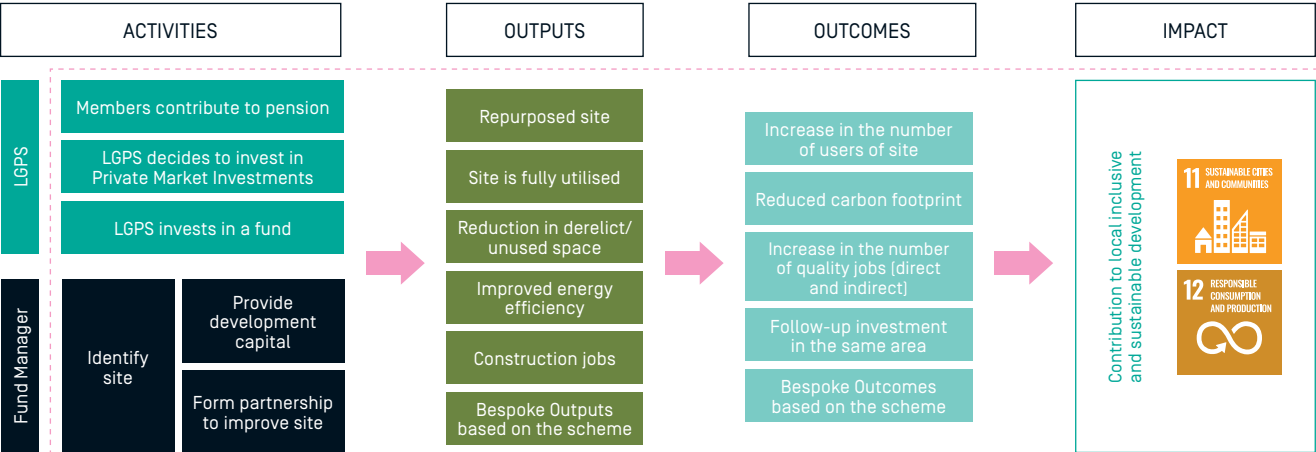 ACTIVITIES
OUTPUTS
OUTCOMES
IMPACT
LGPS
Members contribute to pension
LGPS decides to invest in
Private Market Investments
LGPS invests in a fund
Fund Manager
Identify
site
Provide
development
capital
Form partnership
to improve site
Repurposed site
Site is fully utilised
Reduction in derelict/
unused space
Improved energy
efficiency
Construction jobs
Bespoke Outputs
based on the scheme
Increase in the number
of users of site
Reduced carbon footprint
Increase in the number
of quality jobs (direct
and indirect)
Follow-up investment
in the same area
Bespoke Outcomes
based on the scheme
Contribution to local inclusive
and sustainable development
11 SUSTAINABLE CITIES
AND COMMUNITIES
12 RESPONSIBLE
CONSUMPTION
AND PRODUCTION